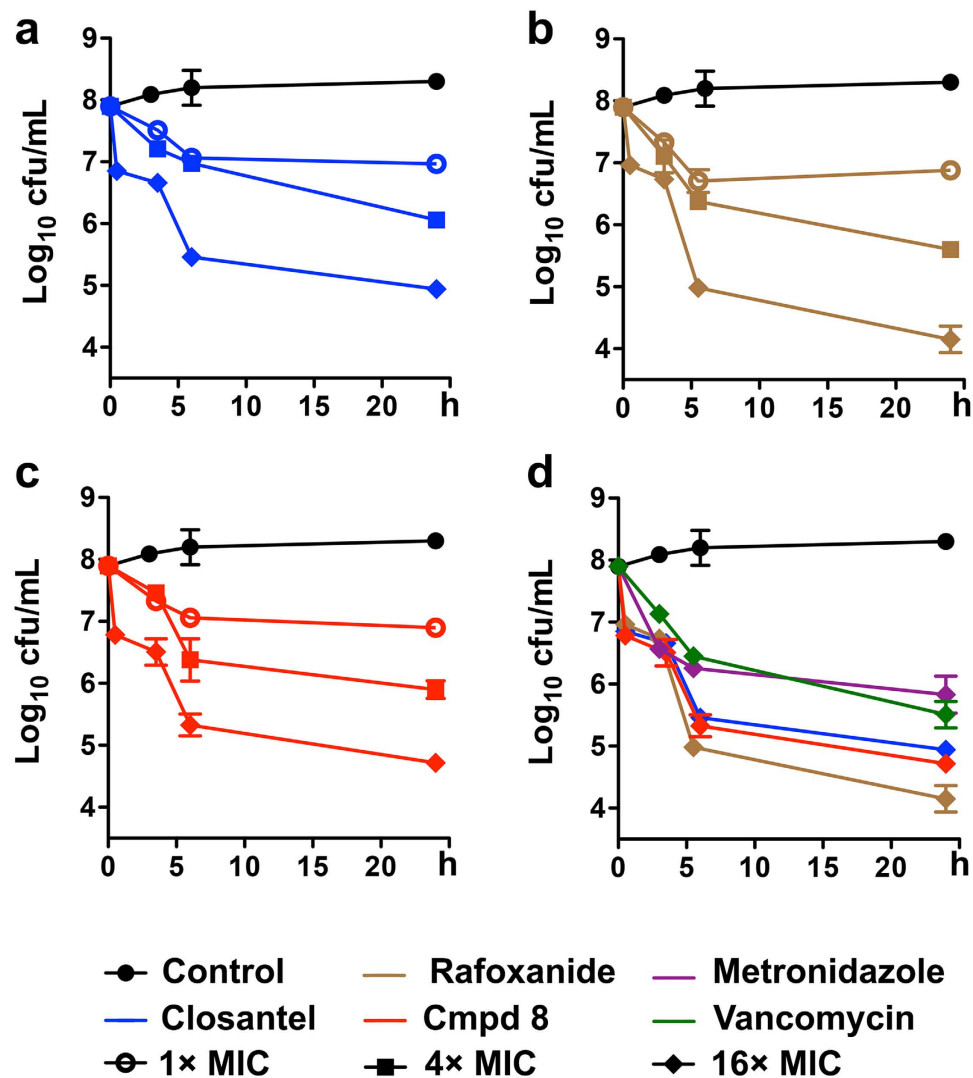 a
9
8
7
6
5
4
Log10 cfu/mL
0 5 10 15 20 h
b
9
8
7
6
5
4
Log10 cfu/mL
0 5 10 15 20 h
c
9
8
7
6
5
4
Log10 cfu/mL
0 5 10 15 20 h
d
9
8
7
6
5
4
Log10 cfu/mL
0 5 10 15 20 h
Control Rafoxanide Metronidazole
Closantel Cmpd 8 Vancomycin
1× MIC 4× MIC 16× MIC